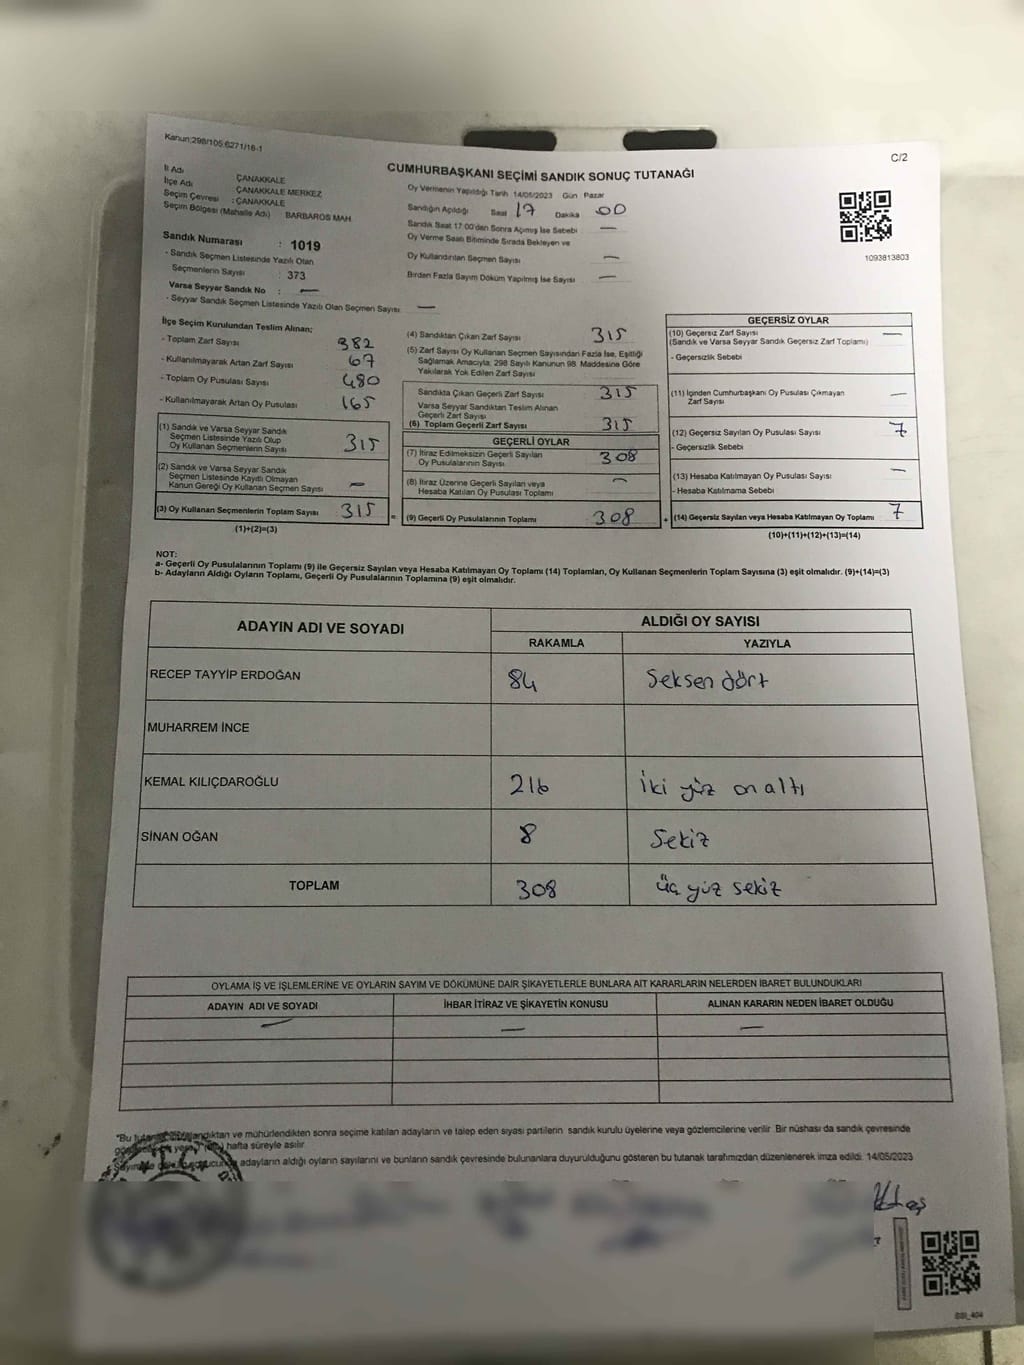 Kanun:298/105:6271/16-1
C/2
CUMHURBAŞKANI SEÇİMİ SANDIK SONUÇ TUTANAĞI
İl Adı ÇANAKKALE
İlçe Adı ÇANAKKALE MERKEZ
Seçim Çevresi : ÇANAKKALE
Seçim Bölgesi (Mahalle Adı) BARBAROS MAH.
Sandık Numarası : 1019
- Sandık Seçmen Listesinde Yazılı Olan
Seçmenlerin Sayısı : 373
Varsa Seyyar Sandık No : —
- Seyyar Sandık Seçmen Listesinde Yazılı Olan Seçmen Sayısı —
Oy Vermenin Yapıldığı Tarih 14/05/2023 Gün Pazar
Sandığın Açıldığı Saat 17 Dakika 00
Sandık Saat 17:00'den Sonra Açılmış İse Sebebi —
Oy Verme Saati Bitiminde Sırada Bekleyen ve
Oy Kullandırılan Seçmen Sayısı —
Birden Fazla Sayım Döküm Yapılmış İse Sayısı —
1093813803
İlçe Seçim Kurulundan Teslim Alınan;
- Toplam Zarf Sayısı 382
- Kullanılmayarak Artan Zarf Sayısı 67
- Toplam Oy Pusulası Sayısı 480
- Kullanılmayarak Artan Oy Pusulası 165
(1) Sandık ve Varsa Seyyar Sandık
Seçmen Listesinde Yazılı Olup
Oy Kullanan Seçmenlerin Sayısı 315
(2) Sandık ve Varsa Seyyar Sandık
Seçmen Listesinde Kayıtlı Olmayan
Kanun Gereği Oy Kullanan Seçmen Sayısı —
(3) Oy Kullanan Seçmenlerin Toplam Sayısı 315 =
(1)+(2)=(3)
(4) Sandıktan Çıkan Zarf Sayısı 315
(5) Zarf Sayısı Oy Kullanan Seçmen Sayısından Fazla İse, Eşitliği
Sağlamak Amacıyla; 298 Sayılı Kanunun 98. Maddesine Göre
Yakılarak Yok Edilen Zarf Sayısı
Sandıkta Çıkan Geçerli Zarf Sayısı 315
Varsa Seyyar Sandıktan Teslim Alınan
Geçerli Zarf Sayısı
(6) Toplam Geçerli Zarf Sayısı 315
GEÇERLİ OYLAR
(7) İtiraz Edilmeksizin Geçerli Sayılan
Oy Pusulalarının Sayısı 308
(8) İtiraz Üzerine Geçerli Sayılan veya
Hesaba Katılan Oy Pusulası Toplamı —
(9) Geçerli Oy Pusulalarının Toplamı 308 +
GEÇERSİZ OYLAR
(10) Geçersiz Zarf Sayısı —
(Sandık ve Varsa Seyyar Sandık Geçersiz Zarf Toplamı)
- Geçersizlik Sebebi
(11) İçinden Cumhurbaşkanı Oy Pusulası Çıkmayan
Zarf Sayısı —
(12) Geçersiz Sayılan Oy Pusulası Sayısı 7
- Geçersizlik Sebebi
(13) Hesaba Katılmayan Oy Pusulası Sayısı —
- Hesaba Katılmama Sebebi
(14) Geçersiz Sayılan veya Hesaba Katılmayan Oy Toplamı 7
(10)+(11)+(12)+(13)=(14)
NOT:
a- Geçerli Oy Pusulalarının Toplamı (9) ile Geçersiz Sayılan veya Hesaba Katılmayan Oy Toplamı (14) Toplamları, Oy Kullanan Seçmenlerin Toplam Sayısına (3) eşit olmalıdır. (9)+(14)=(3)
b- Adayların Aldığı Oyların Toplamı, Geçerli Oy Pusulalarının Toplamına (9) eşit olmalıdır.
ADAYIN ADI VE SOYADI ALDIĞI OY SAYISI
RAKAMLA YAZIYLA
RECEP TAYYİP ERDOĞAN 84 Seksen dört
MUHARREM İNCE
KEMAL KILIÇDAROĞLU 216 İki yüz on altı
SİNAN OĞAN 8 Sekiz
TOPLAM 308 üç yüz sekiz
OYLAMA İŞ VE İŞLEMLERİNE VE OYLARIN SAYIM VE DÖKÜMÜNE DAİR ŞİKAYETLERLE BUNLARA AİT KARARLARIN NELERDEN İBARET BULUNDUKLARI
ADAYIN ADI VE SOYADI İHBAR İTİRAZ VE ŞİKAYETİN KONUSU ALINAN KARARIN NEDEN İBARET OLDUĞU
— — —
"Bu ve mühürlendikten sonra seçime katılan adayların ve talep eden siyasi partilerin sandık kurulu üyelerine veya gözlemcilerine verilir. Bir nüshası da sandık çevresinde
hafta süreyle asılır.
adayların aldığı oyların sayılarını ve bunların sandık çevresinde bulunanlara duyurulduğunu gösteren bu tutanak tarafımızdan düzenlenerek imza edildi. 14/05/2023